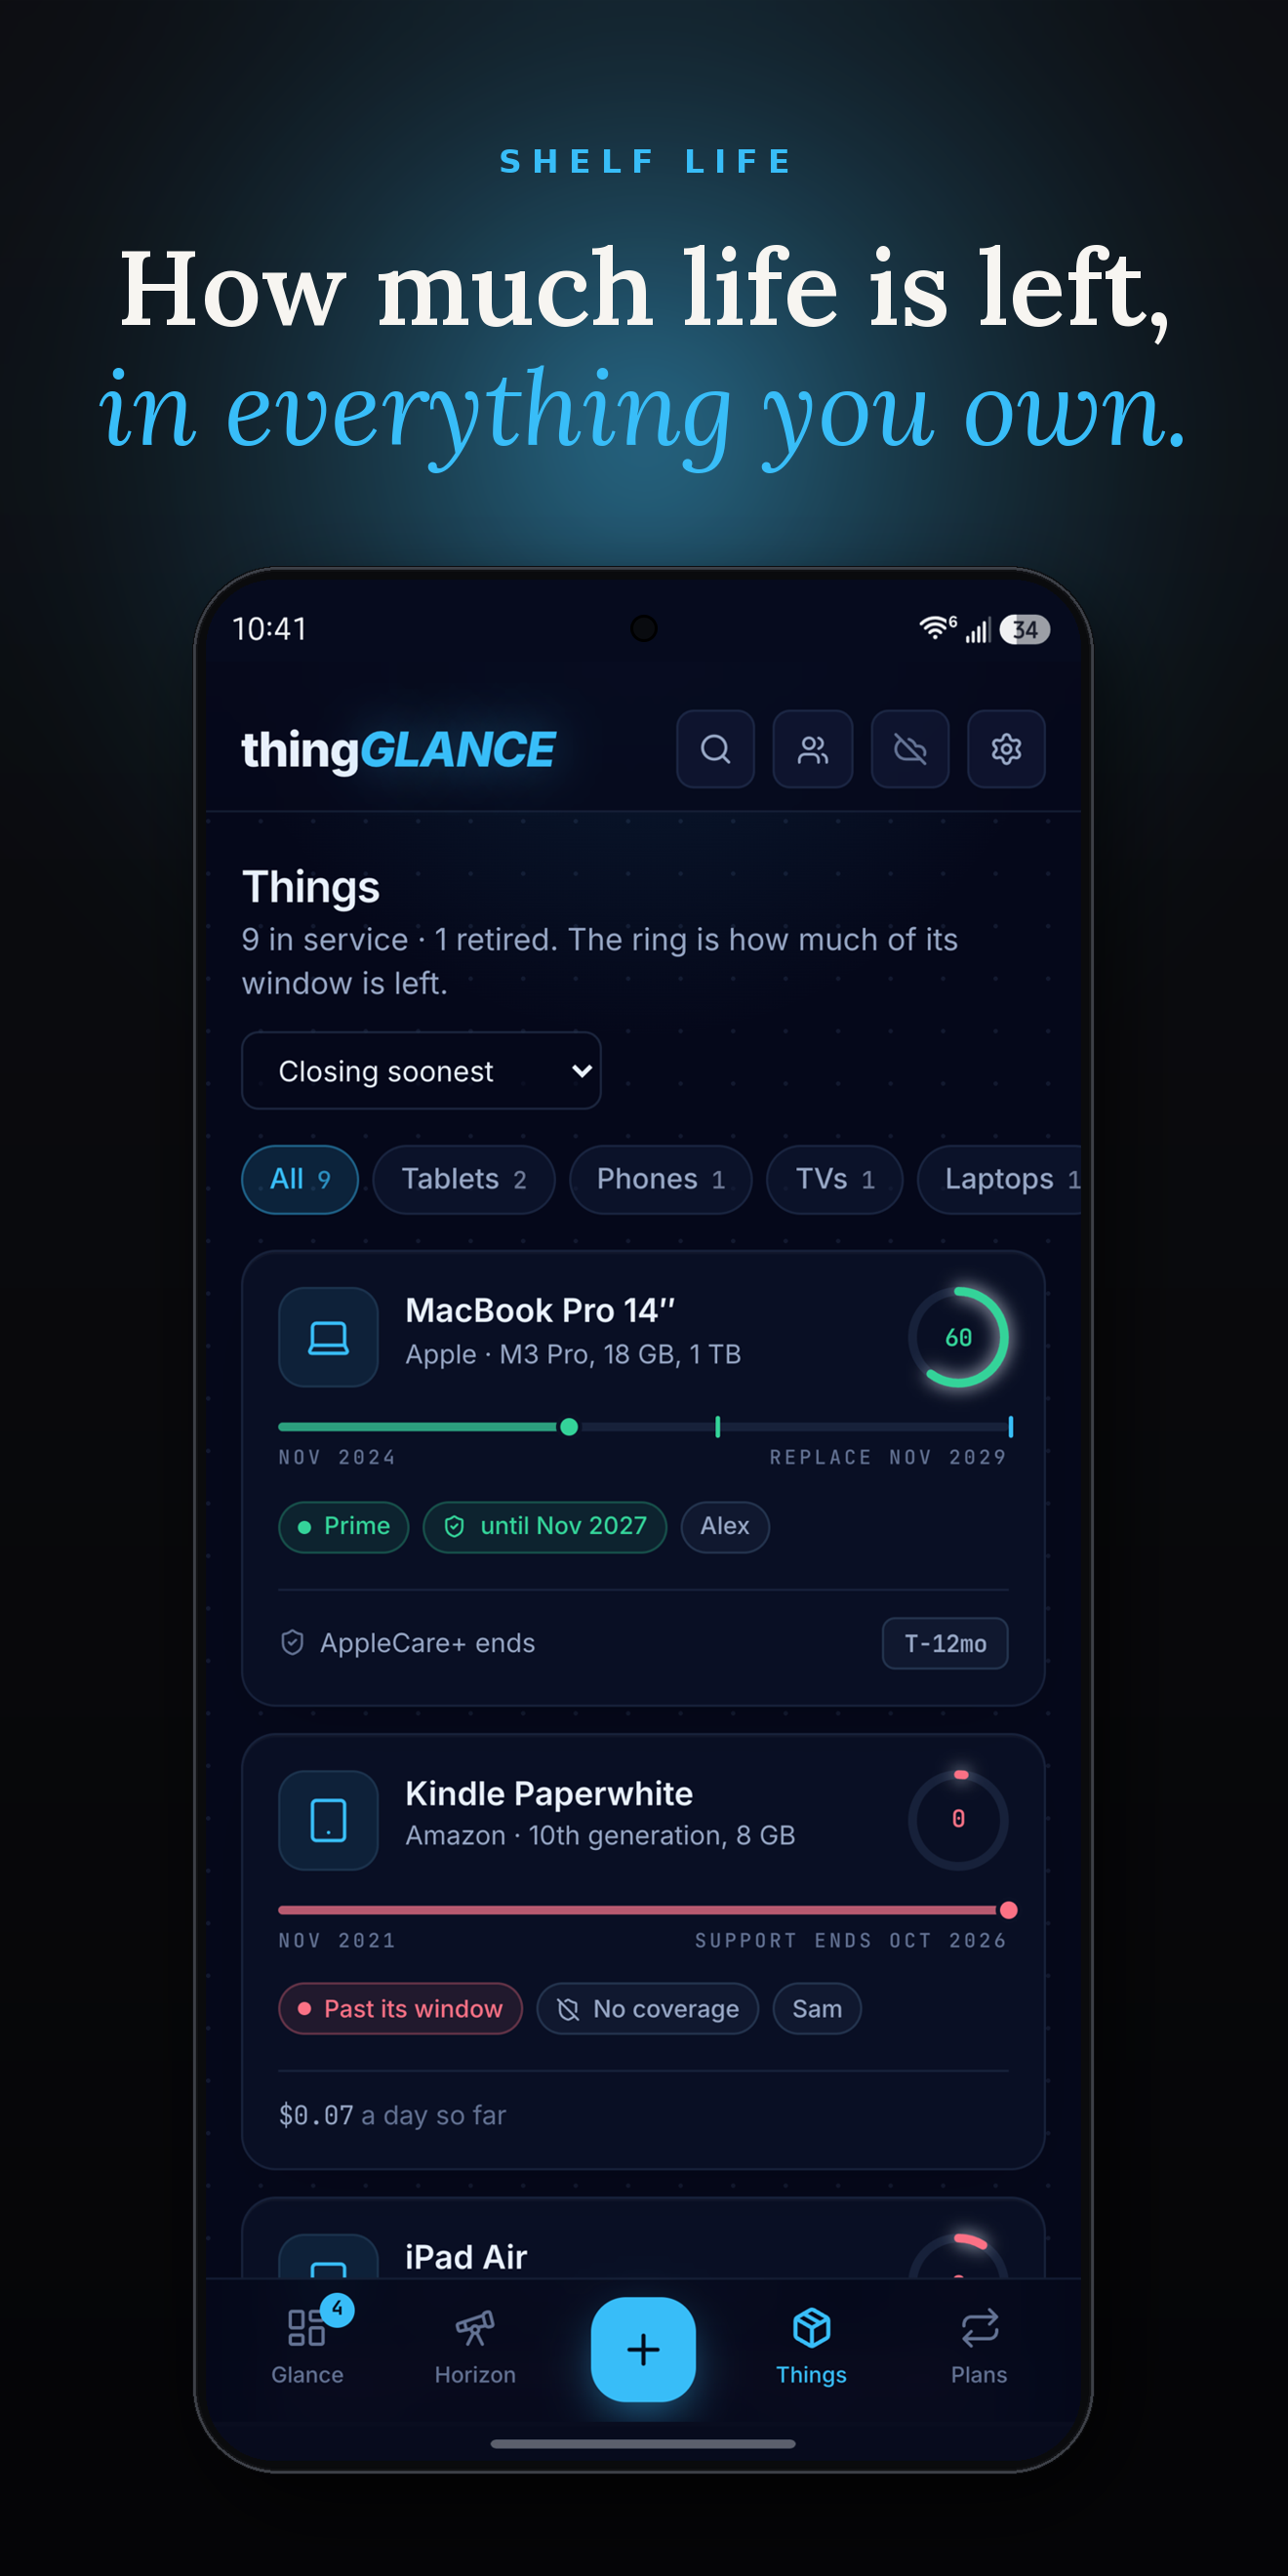 SHELF LIFE
How much life is left,
in everything you own.
10:41
6
34
thingGLANCE
Things
9 in service · 1 retired. The ring is how much of its
window is left.
Closing soonest
All 9
Tablets 2
Phones 1
TVs 1
Laptops 1
MacBook Pro 14″
Apple · M3 Pro, 18 GB, 1 TB
60
NOV 2024
REPLACE NOV 2029
Prime
until Nov 2027
Alex
AppleCare+ ends
T-12mo
Kindle Paperwhite
Amazon · 10th generation, 8 GB
0
NOV 2021
SUPPORT ENDS OCT 2026
Past its window
No coverage
Sam
$0.07 a day so far
iPad Air
4
Glance
Horizon
+
Things
Plans